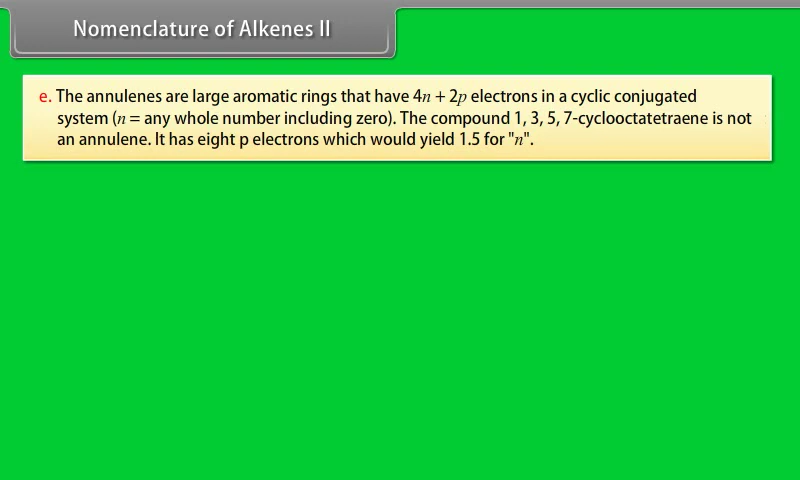 Nomenclature of Alkenes II
e. The annulenes are large aromatic rings that have 4n + 2p electrons in a cyclic conjugated
system (n = any whole number including zero). The compound 1, 3, 5, 7-cyclooctatetraene is not
an annulene. It has eight p electrons which would yield 1.5 for "n".